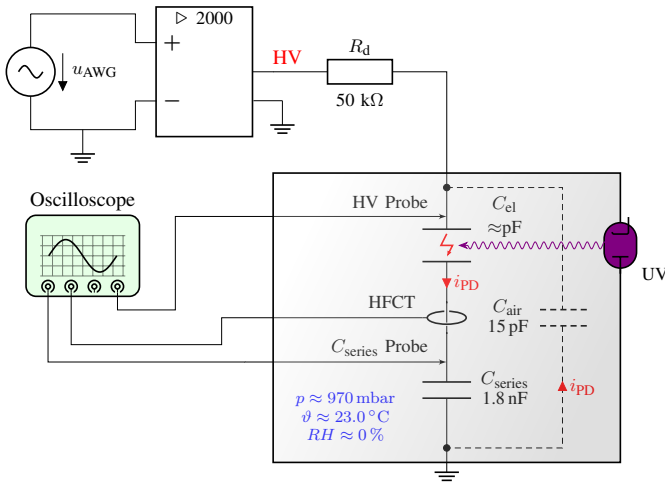 ▷ 2000
+
u_AWG
−
HV
R_d
50 kΩ
Oscilloscope
HV Probe
C_el
≈pF
UV
i_PD
HFCT
C_air
15 pF
C_series Probe
C_series
1.8 nF
i_PD
p ≈ 970 mbar
ϑ ≈ 23.0 °C
RH ≈ 0 %